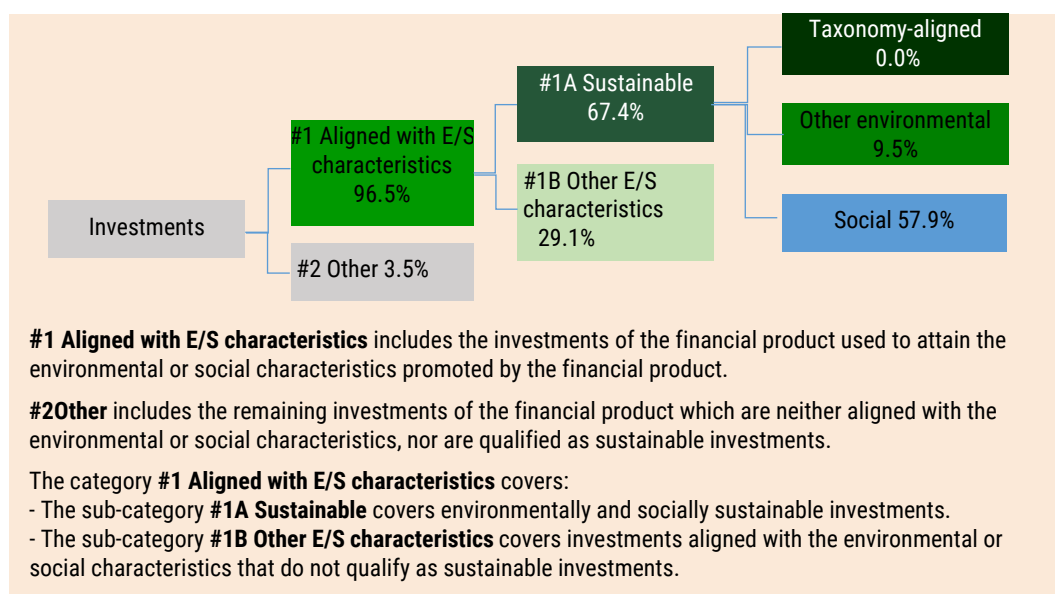 Taxonomy-aligned
0.0%
#1A Sustainable
67.4%
Other environmental
9.5%
#1 Aligned with E/S
characteristics
96.5%
#1B Other E/S
characteristics
29.1%
Social 57.9%
Investments
#2 Other 3.5%
#1 Aligned with E/S characteristics includes the investments of the financial product used to attain the
environmental or social characteristics promoted by the financial product.
#2Other includes the remaining investments of the financial product which are neither aligned with the
environmental or social characteristics, nor are qualified as sustainable investments.
The category #1 Aligned with E/S characteristics covers:
- The sub-category #1A Sustainable covers environmentally and socially sustainable investments.
- The sub-category #1B Other E/S characteristics covers investments aligned with the environmental or
social characteristics that do not qualify as sustainable investments.